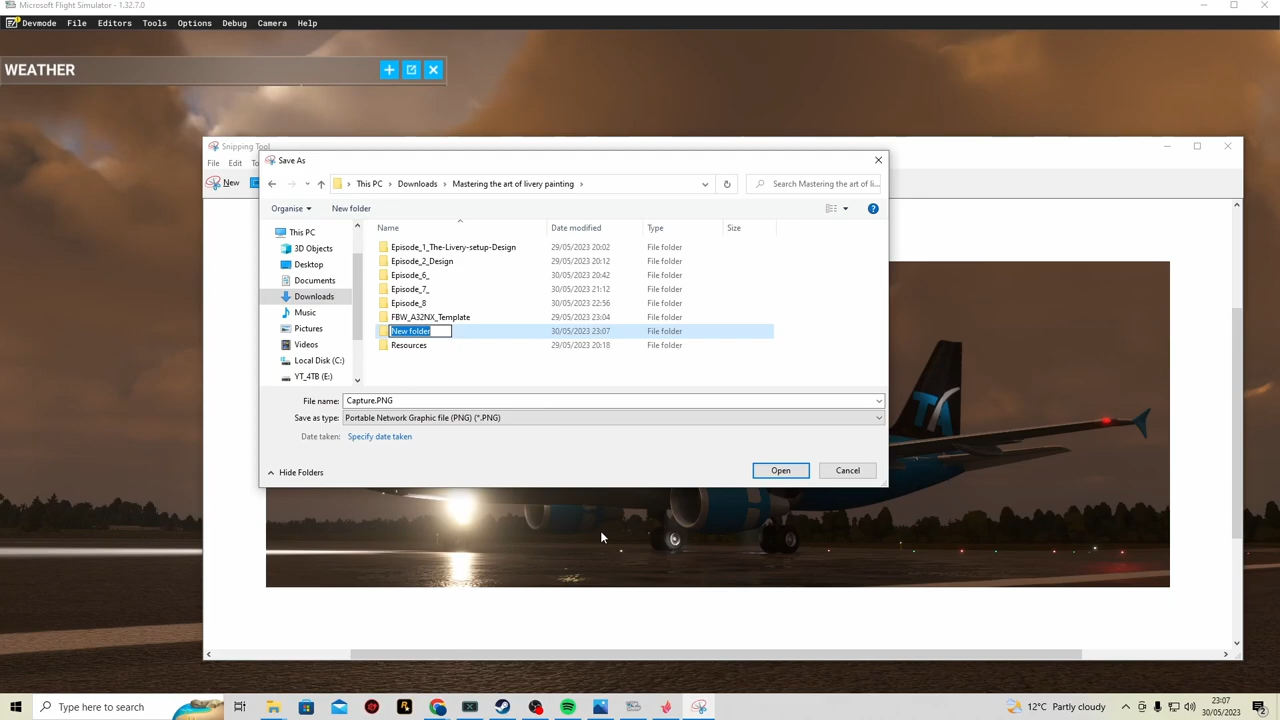 Microsoft Flight Simulator - 1.32.7.0
Devmode File Editors Tools Options Debug Camera Help
WEATHER
Snipping Tool
File Edit
New
Save As
This PC > Downloads > Mastering the art of livery painting >
Search Mastering the art of li...
Organise New folder
Name Date modified Type Size
This PC
3D Objects
Desktop
Documents
Downloads
Music
Pictures
Videos
Local Disk (C:)
YT_4TB (E:)
Episode_1_The-Livery-setup-Design 29/05/2023 20:02 File folder
Episode_2_Design 29/05/2023 20:12 File folder
Episode_6_ 30/05/2023 20:42 File folder
Episode_7_ 30/05/2023 21:12 File folder
Episode_8 30/05/2023 22:56 File folder
FBW_A32NX_Template 29/05/2023 23:04 File folder
New folder 30/05/2023 23:07 File folder
Resources 29/05/2023 20:18 File folder
File name: Capture.PNG
Save as type: Portable Network Graphic file (PNG) (*.PNG)
Date taken: Specify date taken
Hide Folders
Open Cancel
TA
Type here to search
12°C Partly cloudy
23:07
30/05/2023
2